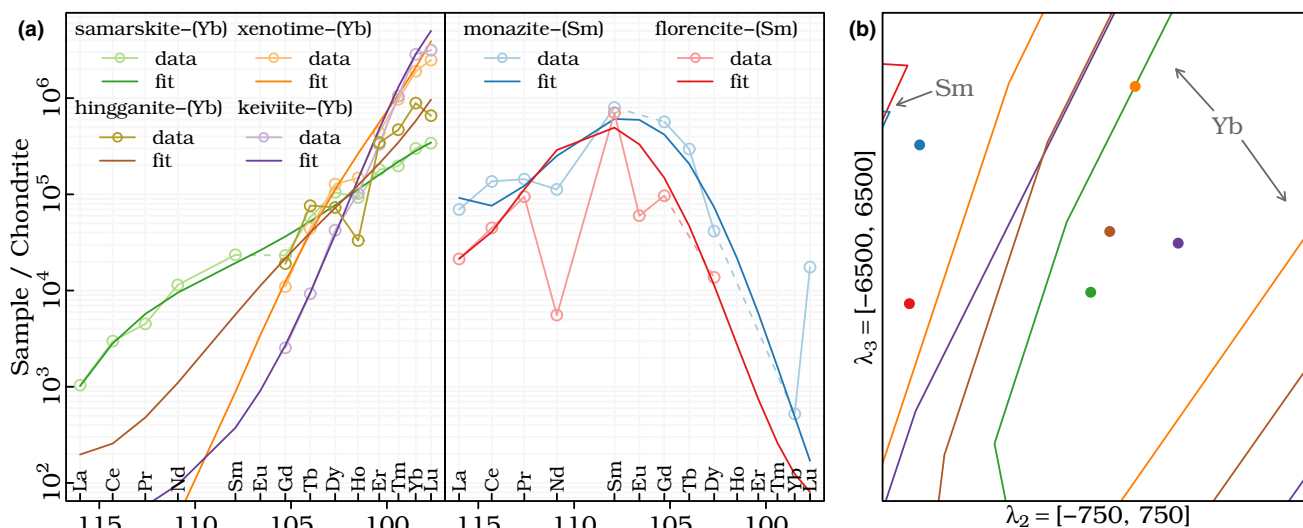 (a)
samarskite–(Yb)
data
fit
xenotime–(Yb)
data
fit
hingganite–(Yb)
data
fit
keiviite–(Yb)
data
fit
monazite–(Sm)
data
fit
florencite–(Sm)
data
fit
Sample / Chondrite
10^6
10^5
10^4
10^3
10^2
La Ce Pr Nd Sm Eu Gd Tb Dy Ho Er Tm Yb Lu
115 110 105 100
La Ce Pr Nd Sm Eu Gd Tb Dy Ho Er Tm Yb Lu
115 110 105 100
(b)
Sm
Yb
λ3 = [−6500, 6500]
λ2 = [−750, 750]